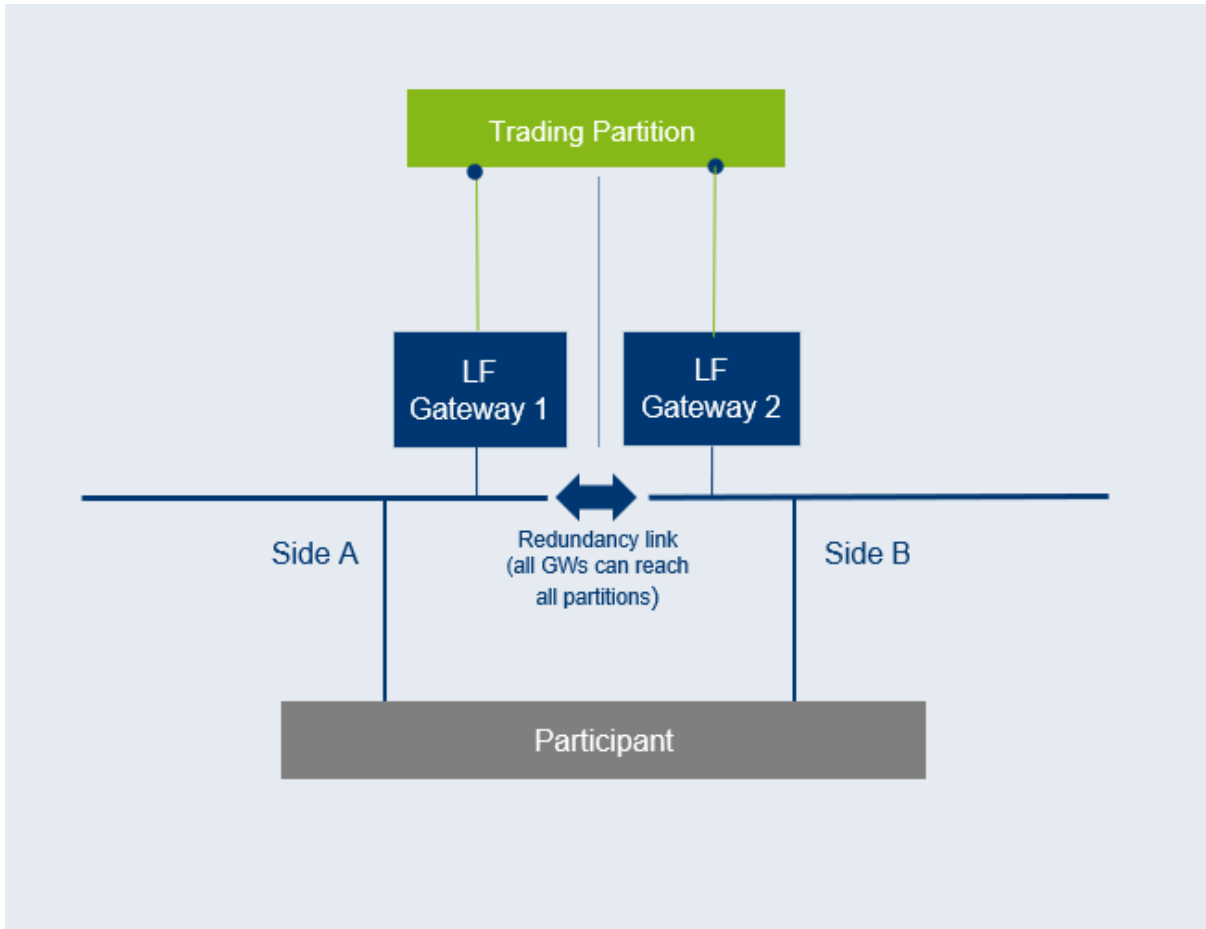 Trading Partition
LF
Gateway 1
LF
Gateway 2
Side A
Redundancy link
(all GWs can reach
all partitions)
Side B
Participant